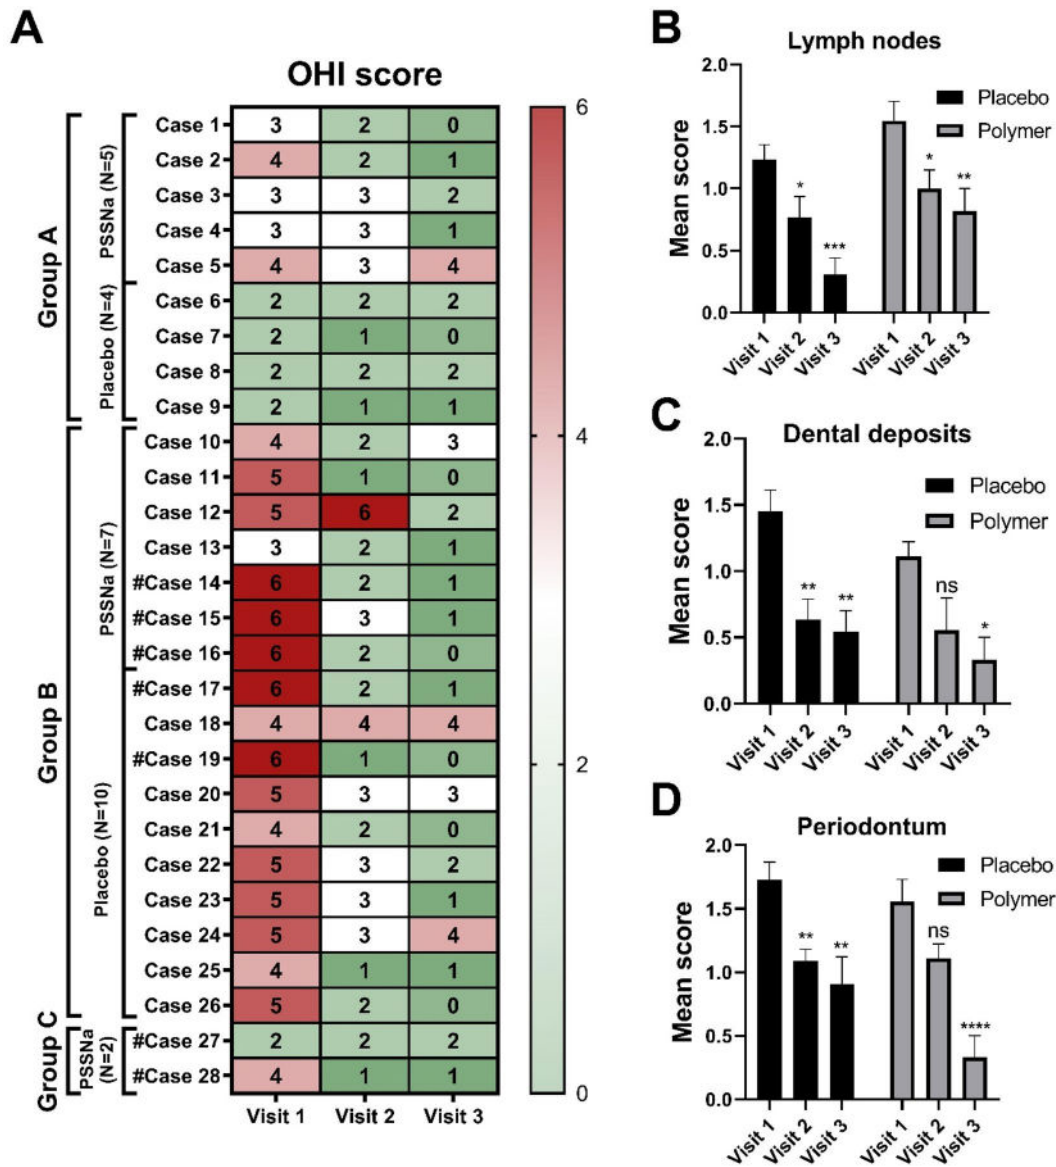 A
OHI score
Group A
PSSNa (N=5)
Case 1 3 2 0
Case 2 4 2 1
Case 3 3 3 2
Case 4 3 3 1
Case 5 4 3 4
Placebo (N=4)
Case 6 2 2 2
Case 7 2 1 0
Case 8 2 2 2
Case 9 2 1 1
Group B
PSSNa (N=7)
Case 10 4 2 3
Case 11 5 1 0
Case 12 5 6 2
Case 13 3 2 1
#Case 14 6 2 1
#Case 15 6 3 1
#Case 16 6 2 0
Placebo (N=10)
#Case 17 6 2 1
Case 18 4 4 4
#Case 19 6 1 0
Case 20 5 3 3
Case 21 4 2 0
Case 22 5 3 2
Case 23 5 3 1
Case 24 5 3 4
Case 25 4 1 1
Case 26 5 2 0
Group C
PSSNa
(N=2)
#Case 27 2 2 2
#Case 28 4 1 1
Visit 1 Visit 2 Visit 3
6
4
2
0
B
Lymph nodes
Mean score
2.0
1.5
1.0
0.5
0.0
Placebo
Polymer
* *** * **
Visit 1 Visit 2 Visit 3 Visit 1 Visit 2 Visit 3
C
Dental deposits
Mean score
2.0
1.5
1.0
0.5
0.0
Placebo
Polymer
** ** ns *
Visit 1 Visit 2 Visit 3 Visit 1 Visit 2 Visit 3
D
Periodontum
Mean score
2.0
1.5
1.0
0.5
0.0
Placebo
Polymer
** ** ns ****
Visit 1 Visit 2 Visit 3 Visit 1 Visit 2 Visit 3